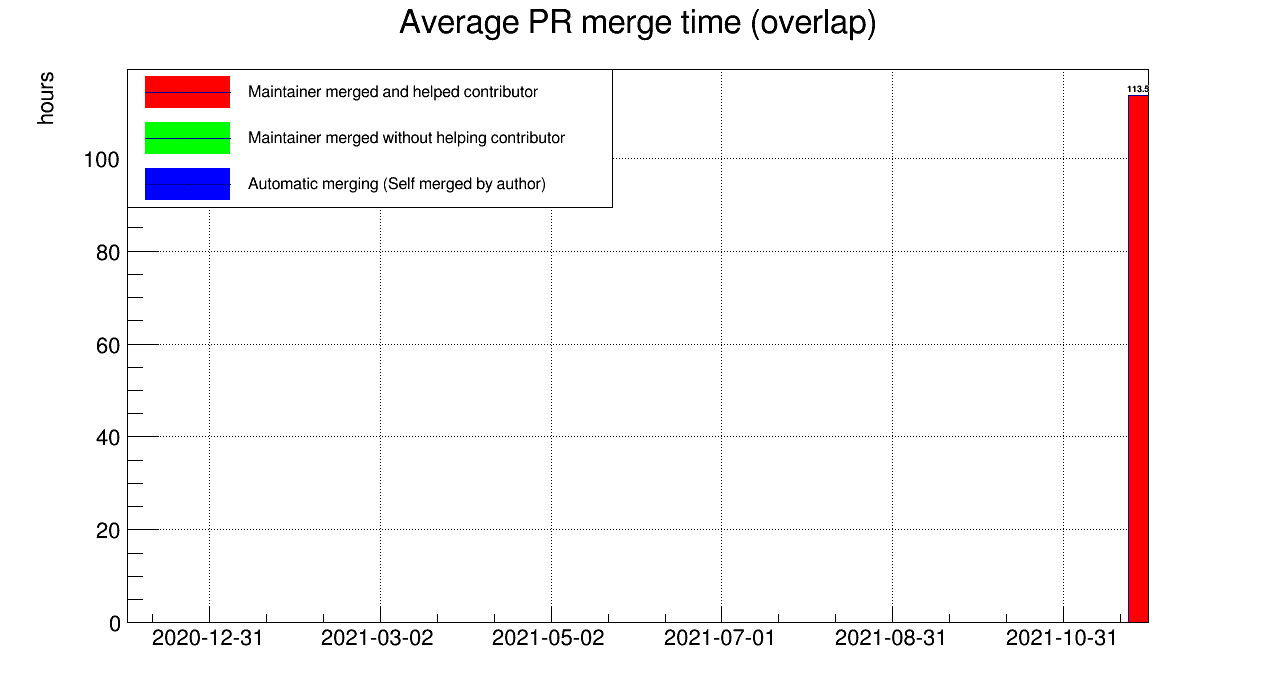 Average PR merge time (overlap)
hours
Maintainer merged and helped contributor
Maintainer merged without helping contributor
Automatic merging (Self merged by author)
113.5
100
80
60
40
20
0
2020-12-31 2021-03-02 2021-05-02 2021-07-01 2021-08-31 2021-10-31